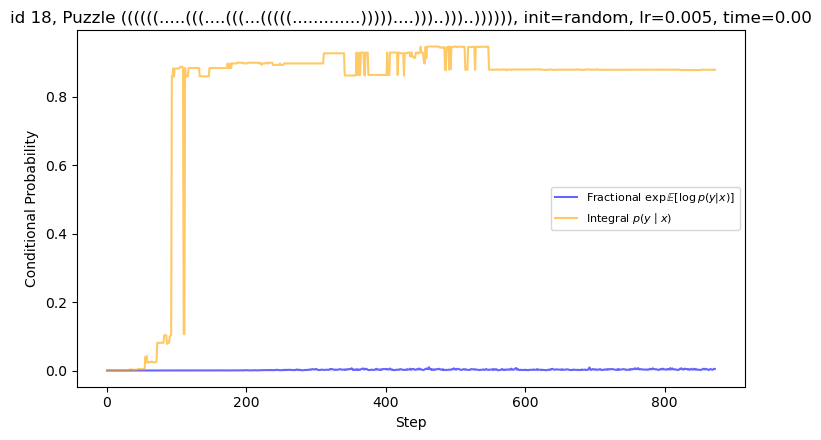 id 18, Puzzle ((((((.....(((....(((...(((((.............)))))....)))..)))..)))))), init=random, lr=0.005, time=0.00
Conditional Probability
0.8
0.6
0.4
0.2
0.0
Fractional exp𝔼[log p(y|x)]
Integral p(y | x)
0 200 400 600 800
Step